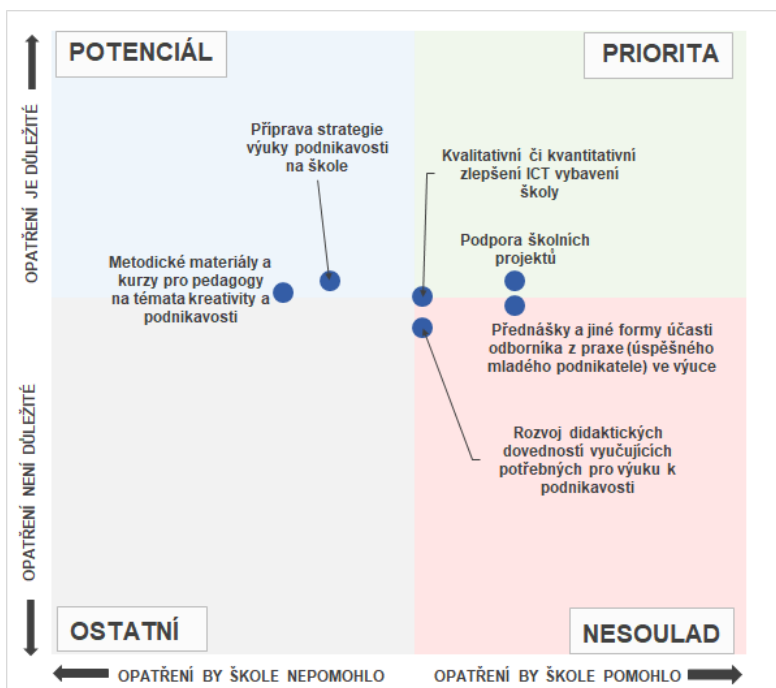 POTENCIÁL
PRIORITA
OPATŘENÍ JE DŮLEŽITÉ
Příprava strategie
výuky podnikavosti
na škole
Kvalitativní či kvantitativní
zlepšení ICT vybavení
školy
Metodické materiály a
kurzy pro pedagogy
na témata kreativity a
podnikavosti
Podpora školních
projektů
Přednášky a jiné formy účasti
odborníka z praxe (úspěšného
mladého podnikatele) ve výuce
Rozvoj didaktických
dovedností vyučujících
potřebných pro výuku k
podnikavosti
OPATŘENÍ NENÍ DŮLEŽITÉ
OSTATNÍ
NESOULAD
OPATŘENÍ BY ŠKOLE NEPOMOHLO
OPATŘENÍ BY ŠKOLE POMOHLO